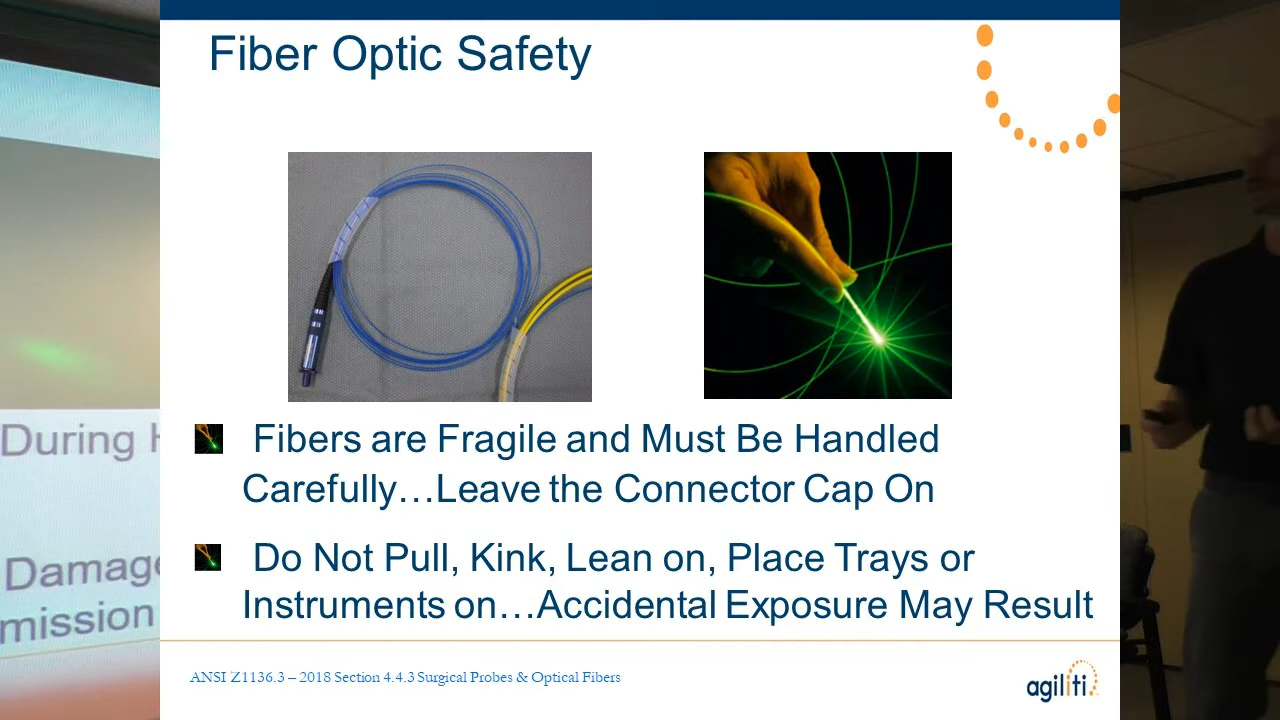 Fiber Optic Safety
Fibers are Fragile and Must Be Handled
Carefully…Leave the Connector Cap On
Do Not Pull, Kink, Lean on, Place Trays or
Instruments on…Accidental Exposure May Result
ANSI Z1136.3 – 2018 Section 4.4.3 Surgical Probes & Optical Fibers
agiliti
During
Damage
mission